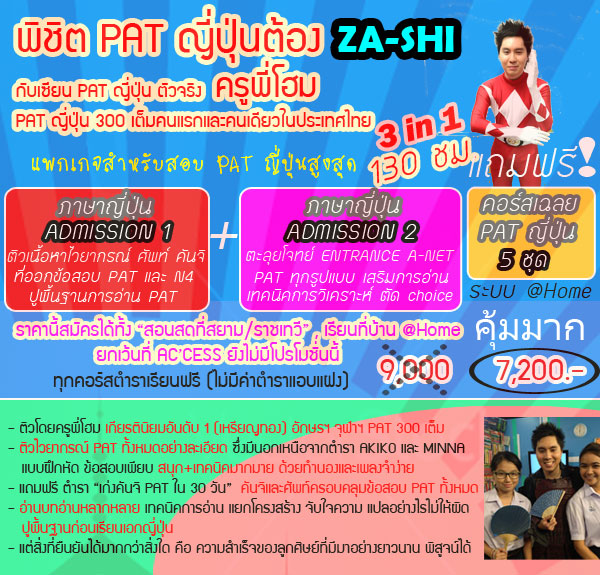 พิชิต PAT ญี่ปุ่นต้อง ZA-SHI
กับเซียน PAT ญี่ปุ่น ตัวจริง ครูพี่โฮม
PAT ญี่ปุ่น 300 เต็มคนแรกและคนเดียวในประเทศไทย
3 in 1
130 ชม.
แพกเกจสำหรับสอบ PAT ญี่ปุ่นสูงสุด
แถมฟรี!
ภาษาญี่ปุ่น
ADMISSION 1
ติวเนื้อหาไวยากรณ์ ศัพท์ คันจิ
ที่ออกข้อสอบ PAT และ N4
ปูพื้นฐานการอ่าน PAT
+
ภาษาญี่ปุ่น
ADMISSION 2
ตะลุยโจทย์ ENTRANCE A-NET
PAT ทุกรูปแบบ เสริมการอ่าน
เทคนิคการวิเคราะห์ ตัด choice
คอร์สเฉลย
PAT ญี่ปุ่น
5 ชุด
ระบบ @Home
ราคานี้สมัครได้ทั้ง "สอนสดที่สยาม/ราชเทวี" , เรียนที่บ้าน @Home
ยกเว้นที่ AC'CESS ยังไม่มีโปรโมชั่นนี้
คุ้มมาก
ทุกคอร์สตำราเรียนฟรี (ไม่มีค่าตำราแอบแฝง)
9,000
7,200.-
- ติวโดยครูพี่โฮม เกียรตินิยมอันดับ 1 (เหรียญทอง) อักษรฯ จุฬาฯ PAT 300 เต็ม
- ติวไวยากรณ์ PAT ทั้งหมดอย่างละเอียด ซึ่งมีนอกเหนือจากตำรา AKIKO และ MINNA
แบบฝึกหัด ข้อสอบเพียบ สนุก+เทคนิคมากมาย ด้วยทำนองและเพลงจำง่าย
- แถมฟรี ตำรา "เก่งคันจิ PAT ใน 30 วัน" คันจิและศัพท์ครอบคลุมข้อสอบ PAT ทั้งหมด
- อ่านบทอ่านหลากหลาย เทคนิคการอ่าน แยกโครงสร้าง จับใจความ แปลอย่างไรไม่ให้ผิด
ปูพื้นฐานก่อนเรียนเอกญี่ปุ่น
- แต่สิ่งที่ยืนยันได้มากกว่าสิ่งใด คือ ความสำเร็จของลูกศิษย์ที่มีมาอย่างยาวนาน พิสูจน์ได้